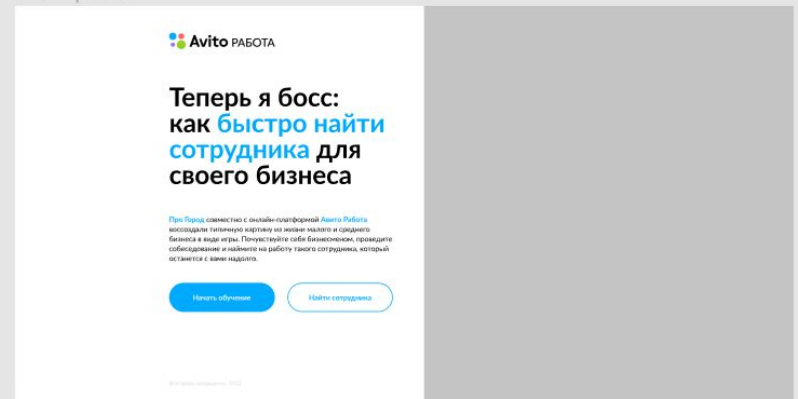 Avito РАБОТА
Теперь я босс:
как быстро найти
сотрудника для
своего бизнеса
Про Город совместно с онлайн-платформой Авито Работа
воссоздали типичную картину из жизни малого и среднего
бизнеса в виде игры. Почувствуйте себя бизнесменом, проведите
собеседование и наймите на работу такого сотрудника, который
останется с вами надолго.
Начать обучение
Найти сотрудника